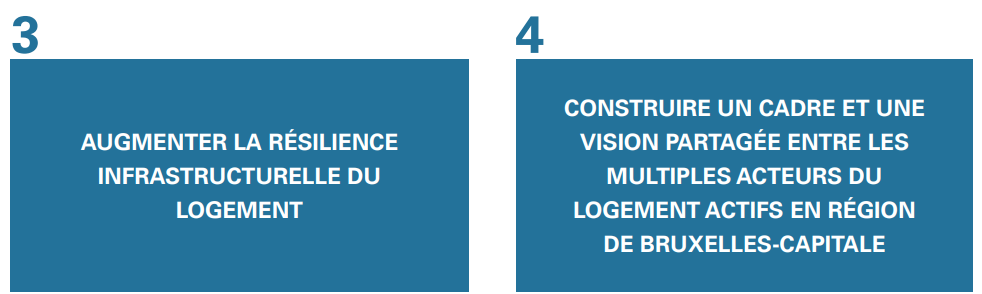 3
AUGMENTER LA RÉSILIENCE
INFRASTRUCTURELLE DU
LOGEMENT
4
CONSTRUIRE UN CADRE ET UNE
VISION PARTAGÉE ENTRE LES
MULTIPLES ACTEURS DU
LOGEMENT ACTIFS EN RÉGION
DE BRUXELLES-CAPITALE